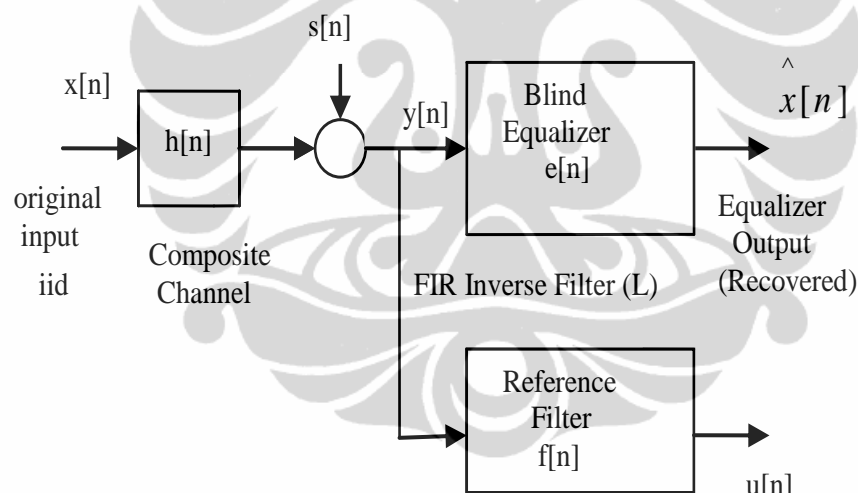 s[n]
x[n]
h[n]
y[n]
Blind
Equalizer
e[n]
^
x[n]
original
input
iid
Composite
Channel
FIR Inverse Filter (L)
Equalizer
Output
(Recovered)
Reference
Filter
f[n]
u[n]